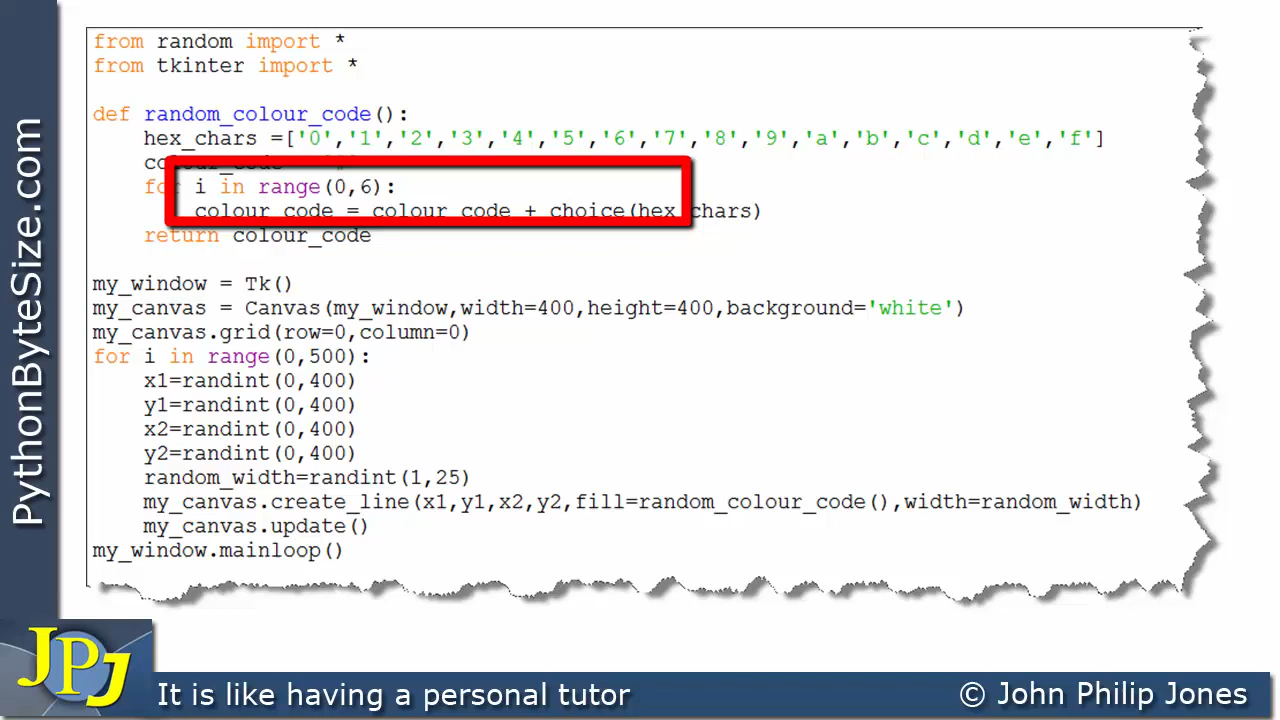 from random import *
from tkinter import *
def random_colour_code():
hex_chars =['0','1','2','3','4','5','6','7','8','9','a','b','c','d','e','f']
for i in range(0,6):
colour_code = colour_code + choice(hex_chars)
return colour_code
my_window = Tk()
my_canvas = Canvas(my_window,width=400,height=400,background='white')
my_canvas.grid(row=0,column=0)
for i in range(0,500):
x1=randint(0,400)
y1=randint(0,400)
x2=randint(0,400)
y2=randint(0,400)
random_width=randint(1,25)
my_canvas.create_line(x1,y1,x2,y2,fill=random_colour_code(),width=random_width)
my_canvas.update()
my_window.mainloop()
PythonByteSize.com
JPJ
It is like having a personal tutor
© John Philip Jones